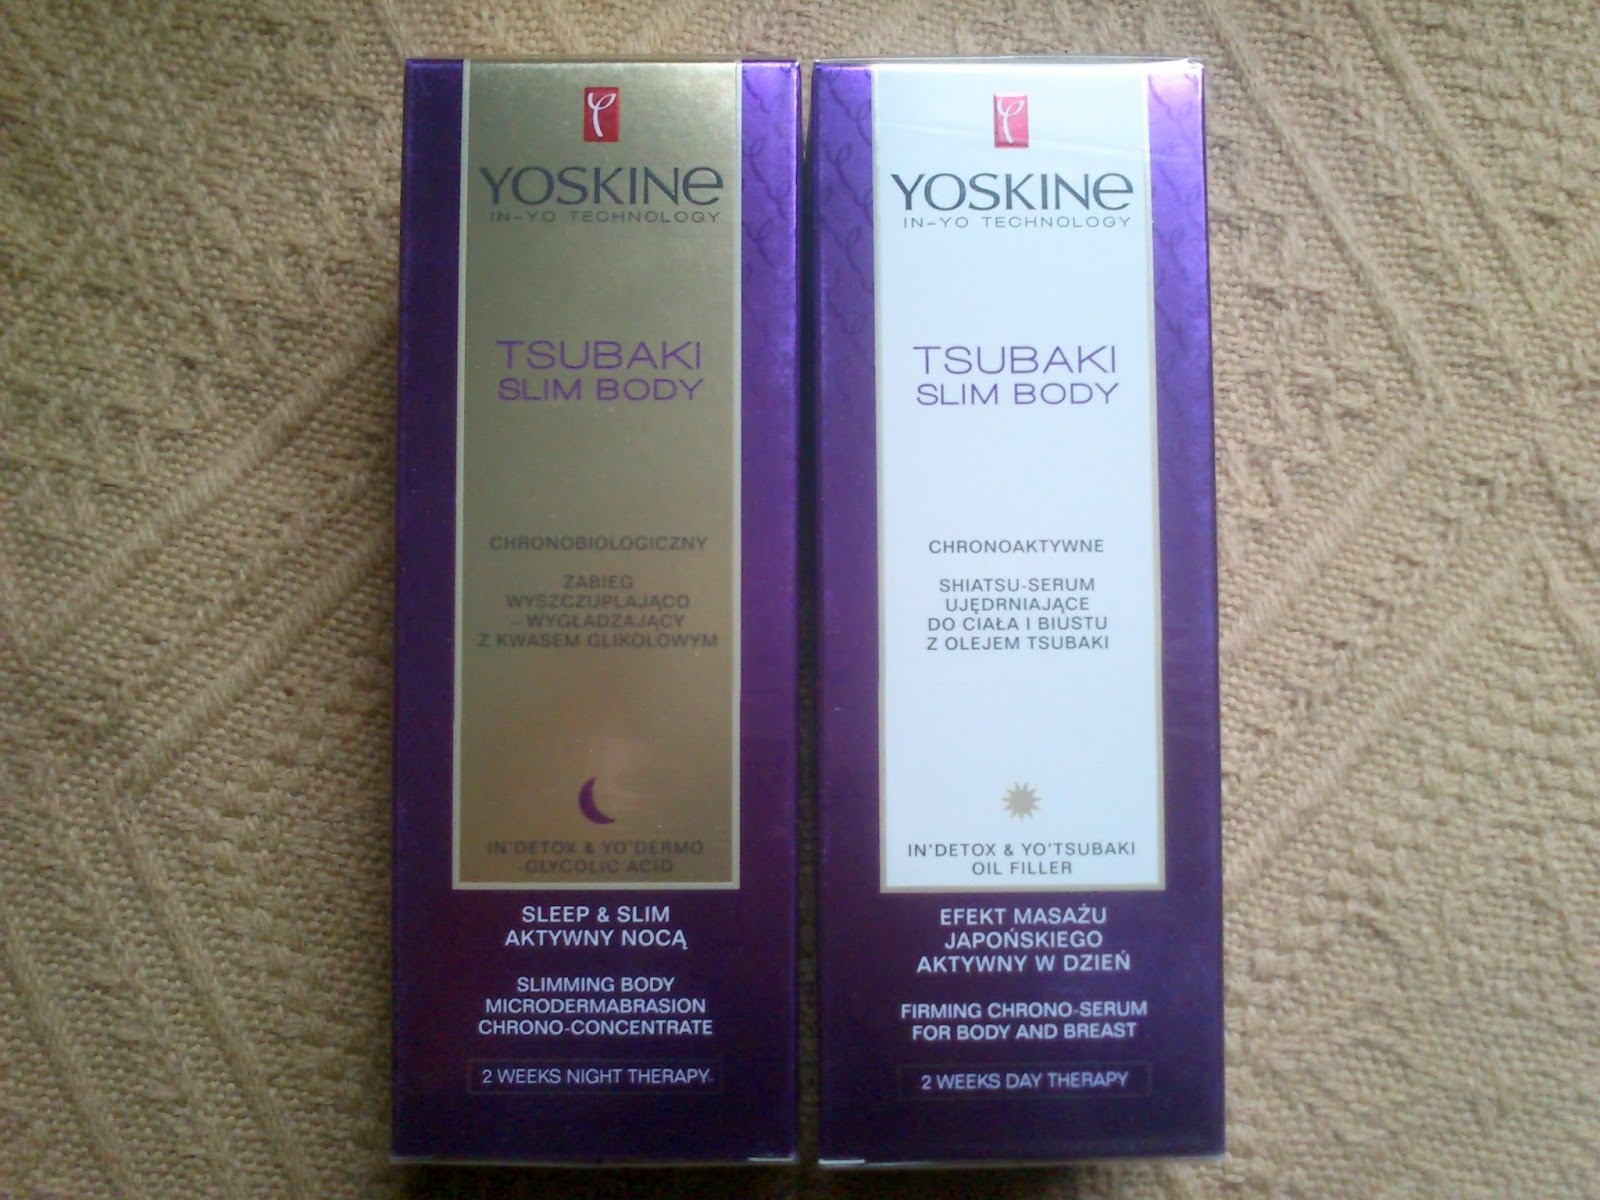 YOSKINE
IN-YO TECHNOLOGY
TSUBAKI
SLIM BODY
CHRONOBIOLOGICZNY
ZABIEG
WYSZCZUPLAJĄCO
- WYGŁADZAJĄCY
Z KWASEM GLIKOLOWYM
IN'DETOX & YO'DERMO
GLYCOLIC ACID
SLEEP & SLIM
AKTYWNY NOCĄ
SLIMMING BODY
MICRODERMABRASION
CHRONO-CONCENTRATE
2 WEEKS NIGHT THERAPY
YOSKINE
IN-YO TECHNOLOGY
TSUBAKI
SLIM BODY
CHRONOAKTYWNE
SHIATSU-SERUM
UJĘDRNIAJĄCE
DO CIAŁA I BIUSTU
Z OLEJEM TSUBAKI
IN'DETOX & YO'TSUBAKI
OIL FILLER
EFEKT MASAŻU
JAPOŃSKIEGO
AKTYWNY W DZIEŃ
FIRMING CHRONO-SERUM
FOR BODY AND BREAST
2 WEEKS DAY THERAPY